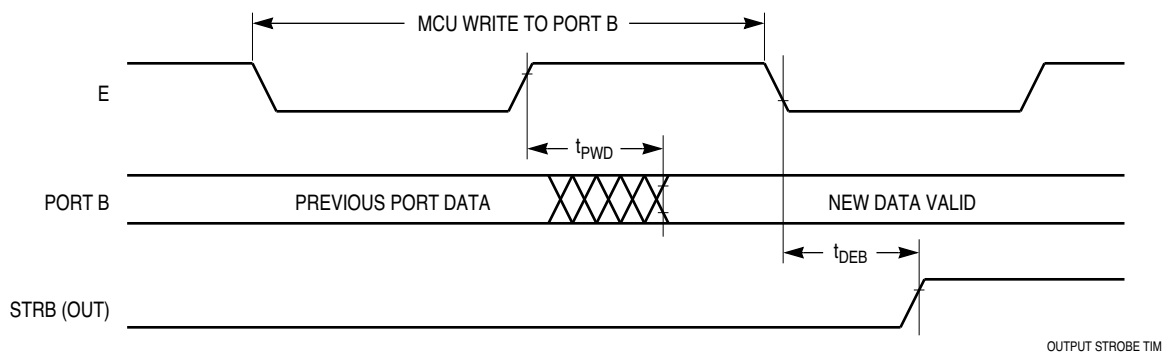 MCU WRITE TO PORT B
E
tPWD
PORT B
PREVIOUS PORT DATA
NEW DATA VALID
tDEB
STRB (OUT)
OUTPUT STROBE TIM